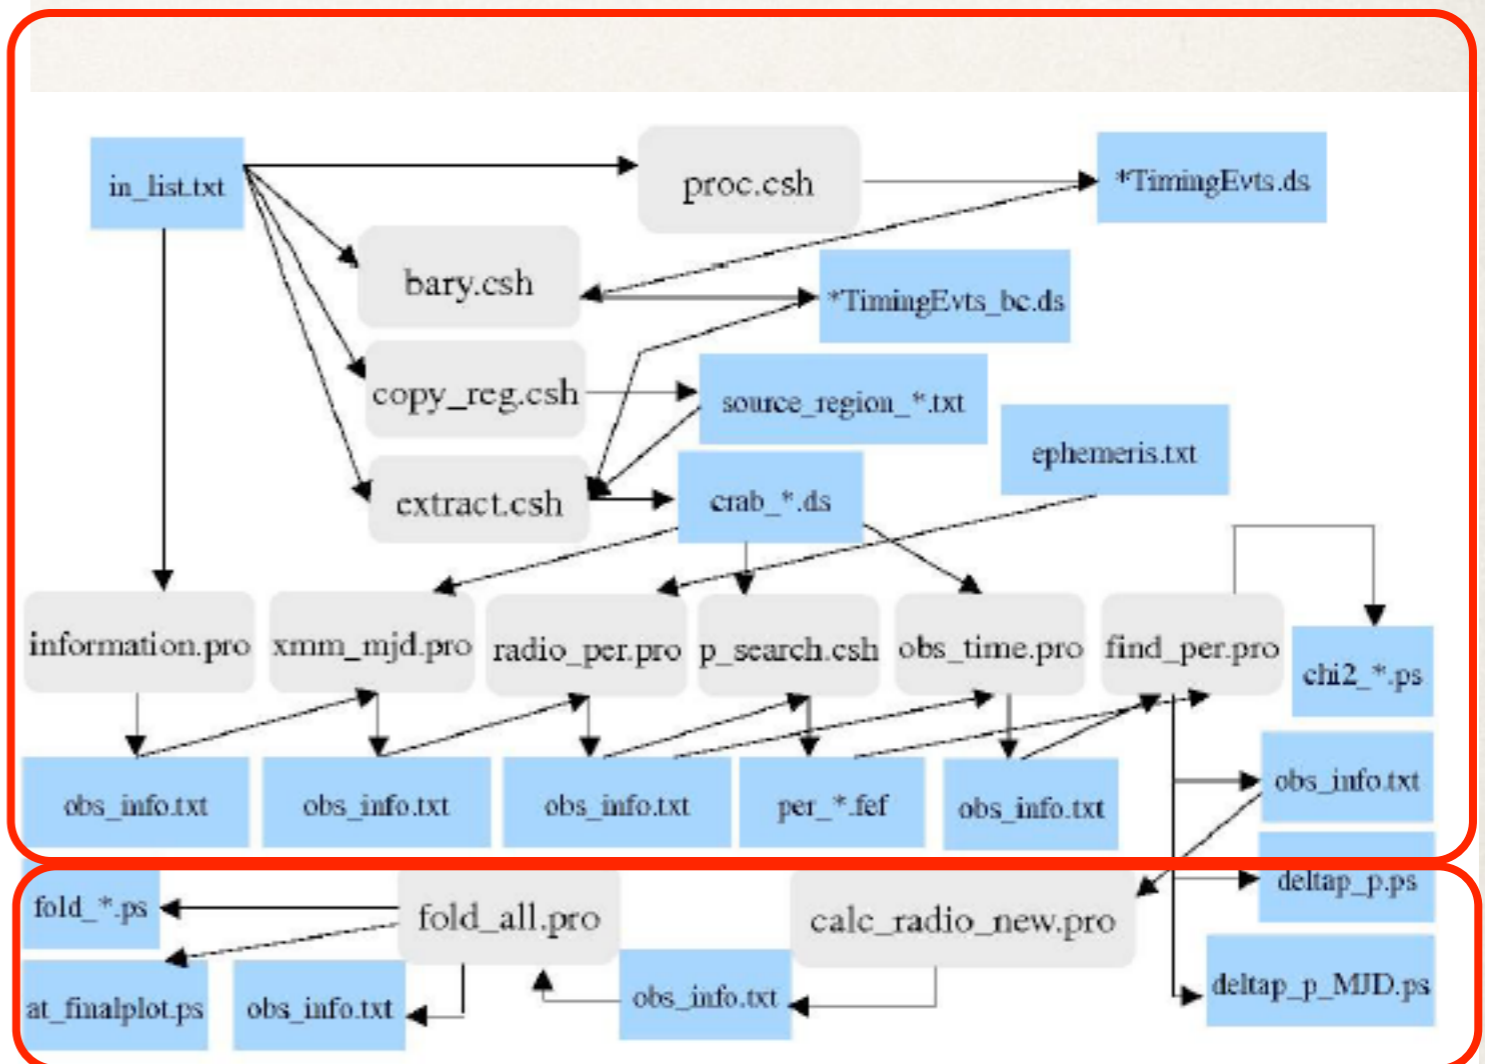 in_list.txt
proc.csh
*TimingEvts.ds
bary.csh
*TimingEvts_bc.ds
copy_reg.csh
source_region_*.txt
ephemeris.txt
extract.csh
crab_*.ds
information.pro
xmm_mjd.pro
radio_per.pro
p_search.csh
obs_time.pro
find_per.pro
chi2_*.ps
obs_info.txt
obs_info.txt
obs_info.txt
per_*.fef
obs_info.txt
obs_info.txt
deltap_p.ps
fold_*.ps
fold_all.pro
calc_radio_new.pro
at_finalplot.ps
obs_info.txt
obs_info.txt
deltap_p_MJD.ps